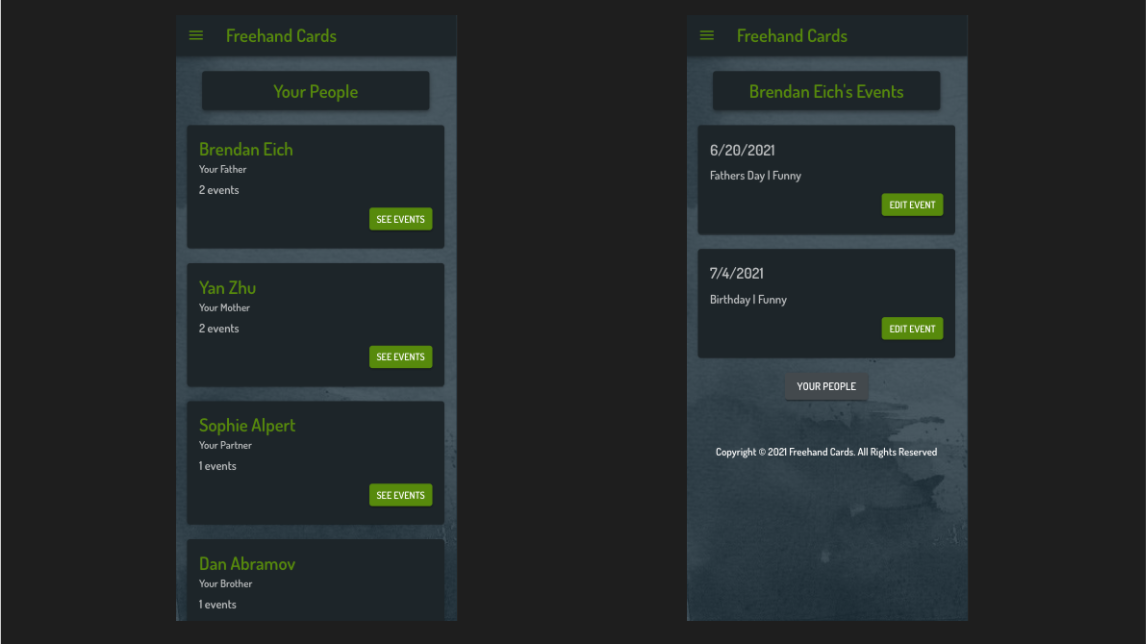 Freehand Cards
Your People
Brendan Eich
Your Father
2 events
SEE EVENTS
Yan Zhu
Your Mother
2 events
SEE EVENTS
Sophie Alpert
Your Partner
1 events
SEE EVENTS
Dan Abramov
Your Brother
1 events
Freehand Cards
Brendan Eich's Events
6/20/2021
Fathers Day | Funny
EDIT EVENT
7/4/2021
Birthday | Funny
EDIT EVENT
YOUR PEOPLE
Copyright © 2021 Freehand Cards. All Rights Reserved